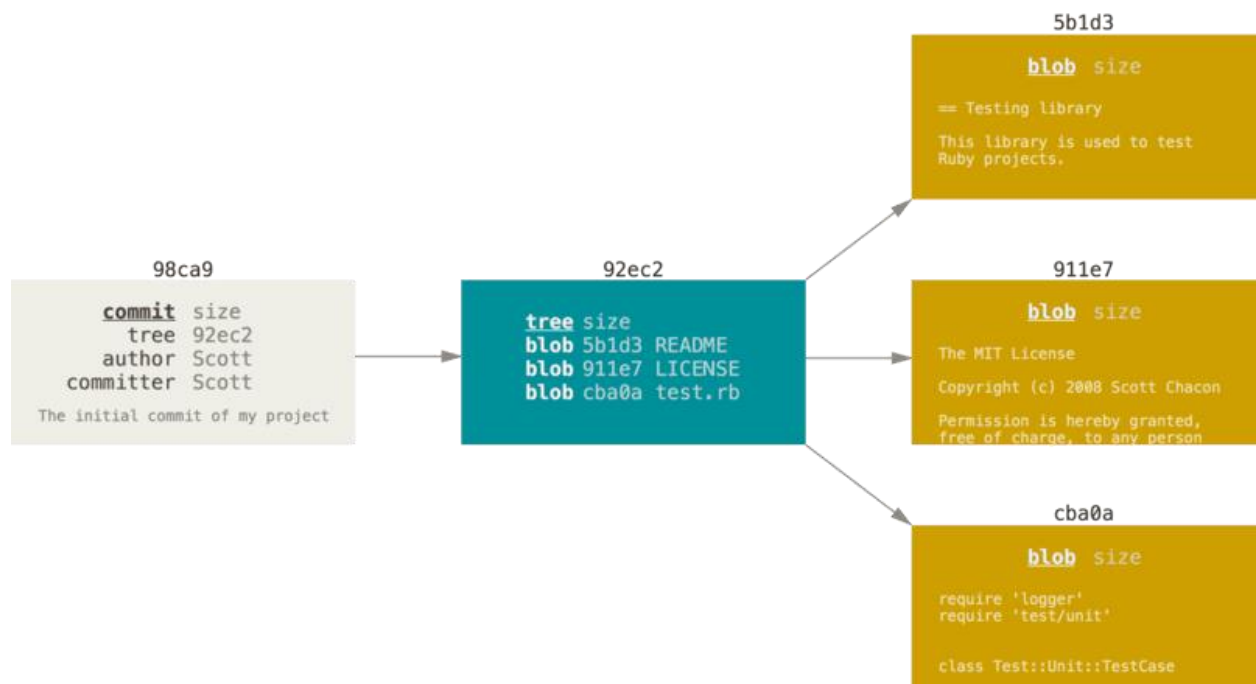 98ca9
commit size
tree 92ec2
author Scott
committer Scott
The initial commit of my project
92ec2
tree size
blob 5b1d3 README
blob 911e7 LICENSE
blob cba0a test.rb
5b1d3
blob size
== Testing library
This library is used to test
Ruby projects.
911e7
blob size
The MIT License
Copyright (c) 2008 Scott Chacon
Permission is hereby granted,
free of charge, to any person
cba0a
blob size
require 'logger'
require 'test/unit'
class Test::Unit::TestCase